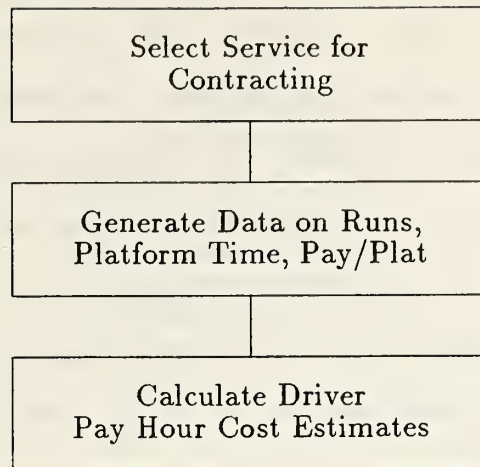 Select Service for
Contracting
Generate Data on Runs,
Platform Time, Pay/Plat
Calculate Driver
Pay Hour Cost Estimates